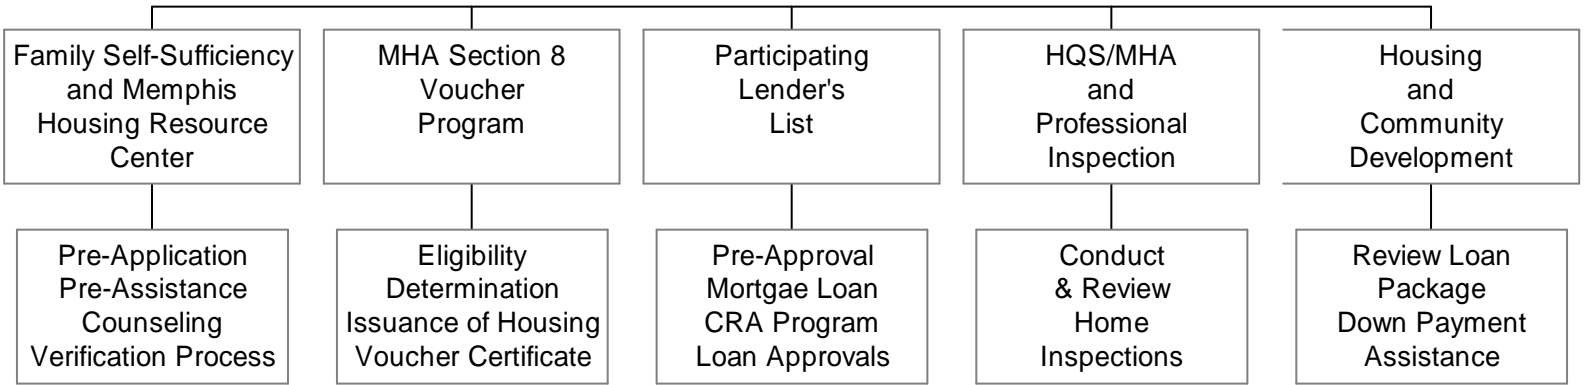 Family Self-Sufficiency
and Memphis
Housing Resource
Center
MHA Section 8
Voucher
Program
Participating
Lender's
List
HQS/MHA
and
Professional
Inspection
Housing
and
Community
Development
Pre-Application
Pre-Assistance
Counseling
Verification Process
Eligibility
Determination
Issuance of Housing
Voucher Certificate
Pre-Approval
Mortgae Loan
CRA Program
Loan Approvals
Conduct
& Review
Home
Inspections
Review Loan
Package
Down Payment
Assistance